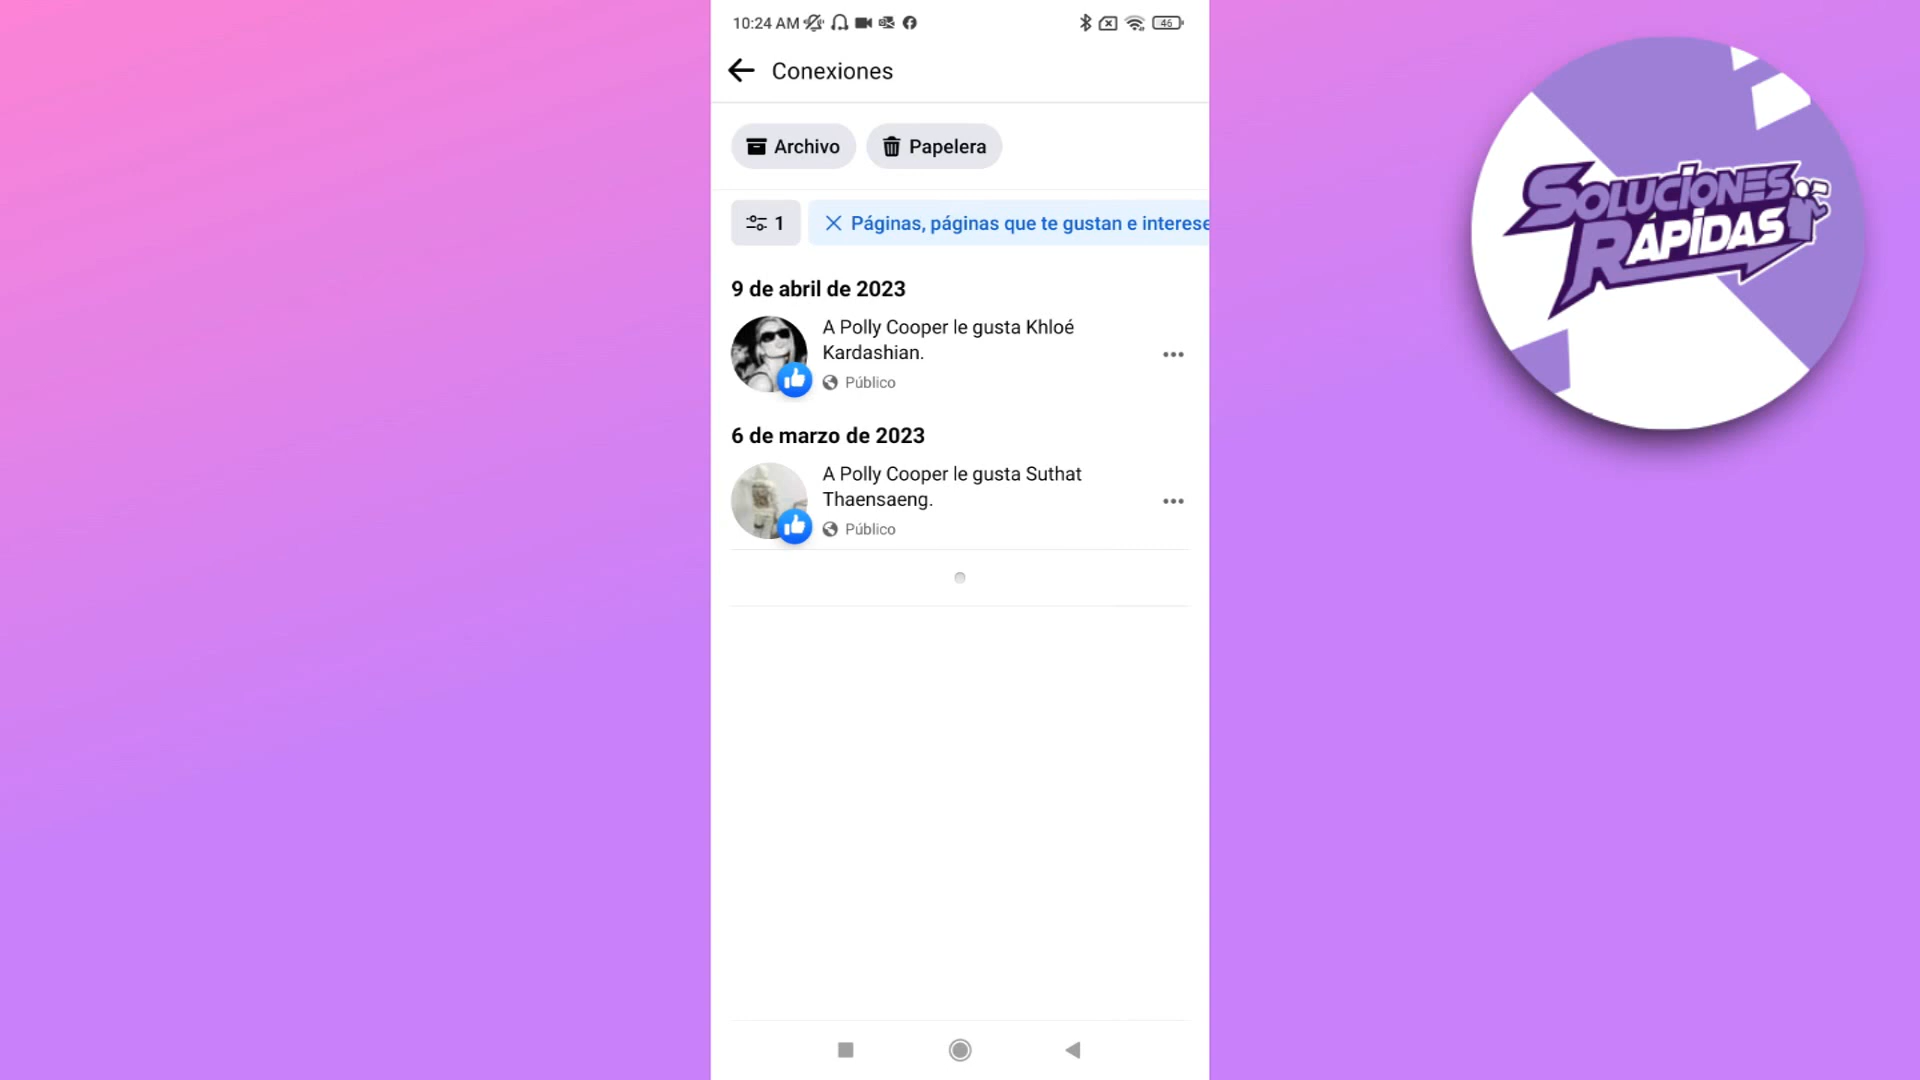 10:24 AM
46
Conexiones
Archivo
Papelera
1
Páginas, páginas que te gustan e interese
9 de abril de 2023
A Polly Cooper le gusta Khloé
Kardashian.
Público
6 de marzo de 2023
A Polly Cooper le gusta Suthat
Thaensaeng.
Público
SOLUCIONES
RÁPIDAS